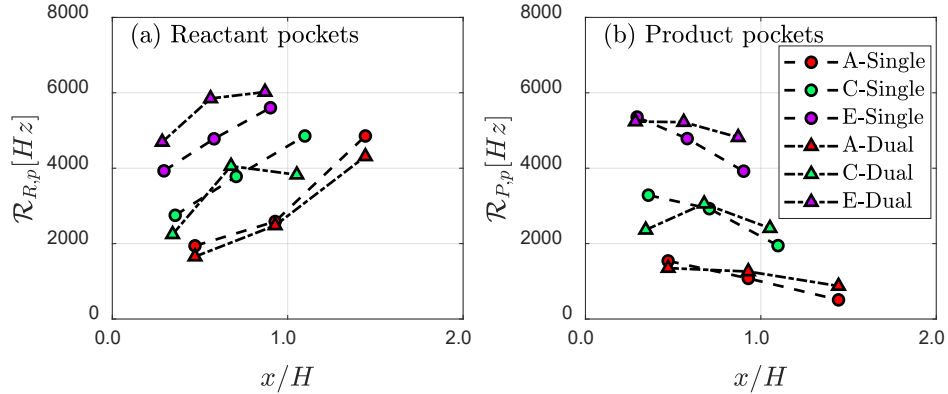 (a) Reactant pockets
8000
6000
4000
2000
0
0.0
1.0
2.0
x/H
ℛ_{R,p}[Hz]
(b) Product pockets
8000
6000
4000
2000
0
0.0
1.0
2.0
x/H
ℛ_{P,p}[Hz]
A-Single
C-Single
E-Single
A-Dual
C-Dual
E-Dual